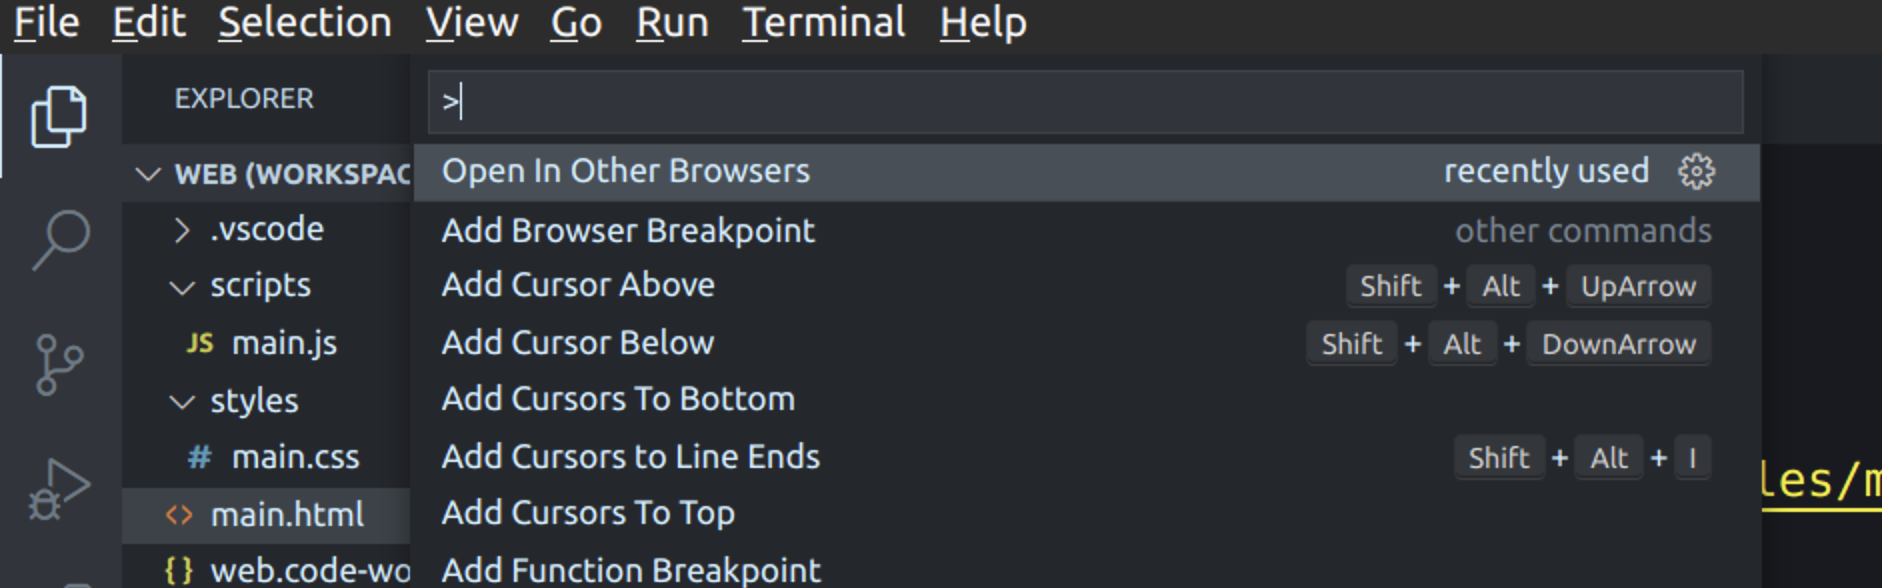 File Edit Selection View Go Run Terminal Help
EXPLORER
WEB (WORKSPAC
.vscode
scripts
JS main.js
styles
# main.css
<> main.html
{} web.code-wo
>
Open In Other Browsers recently used
Add Browser Breakpoint other commands
Add Cursor Above Shift + Alt + UpArrow
Add Cursor Below Shift + Alt + DownArrow
Add Cursors To Bottom
Add Cursors to Line Ends Shift + Alt + I
Add Cursors To Top
Add Function Breakpoint
les/m